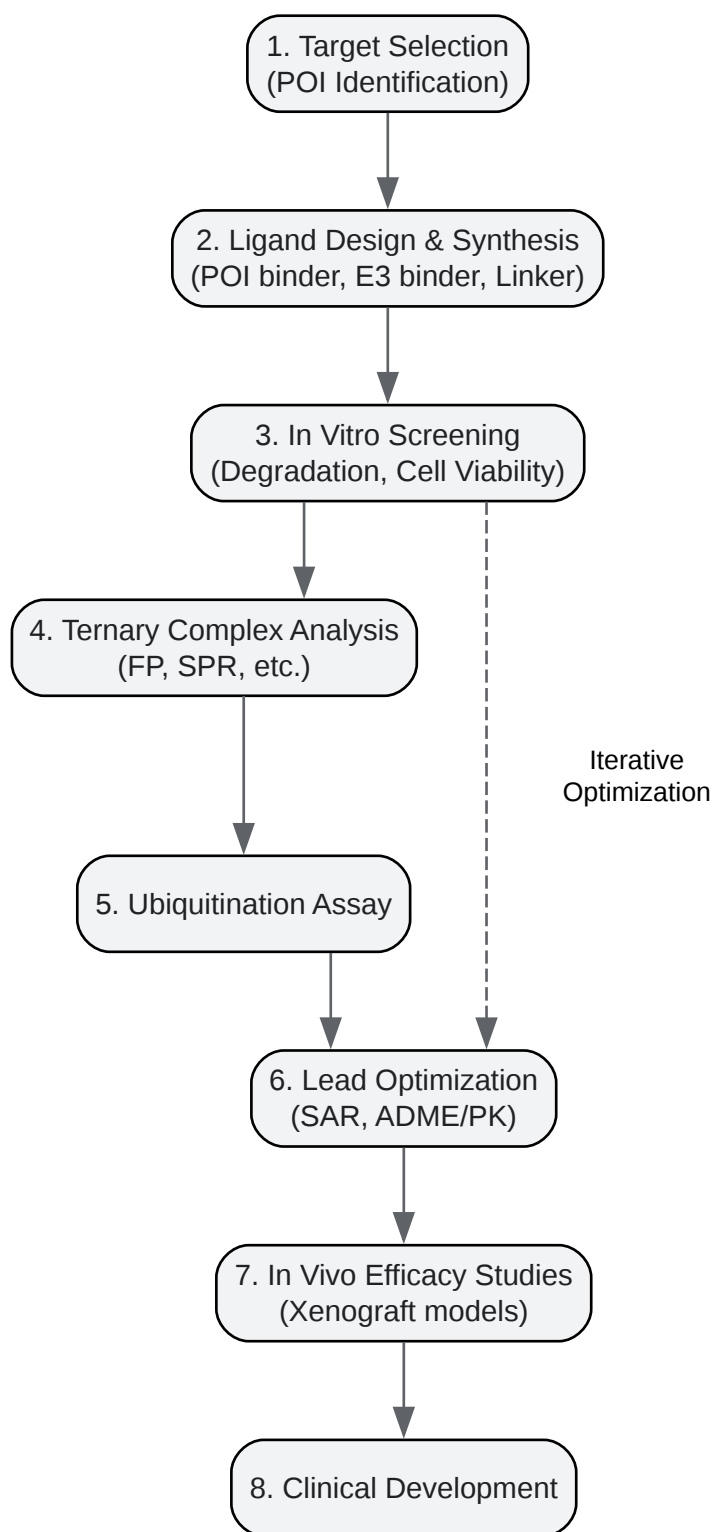 1. Target Selection
(POI Identification)
2. Ligand Design & Synthesis
(POI binder, E3 binder, Linker)
3. In Vitro Screening
(Degradation, Cell Viability)
4. Ternary Complex Analysis
(FP, SPR, etc.)
Iterative
Optimization
5. Ubiquitination Assay
6. Lead Optimization
(SAR, ADME/PK)
7. In Vivo Efficacy Studies
(Xenograft models)
8. Clinical Development